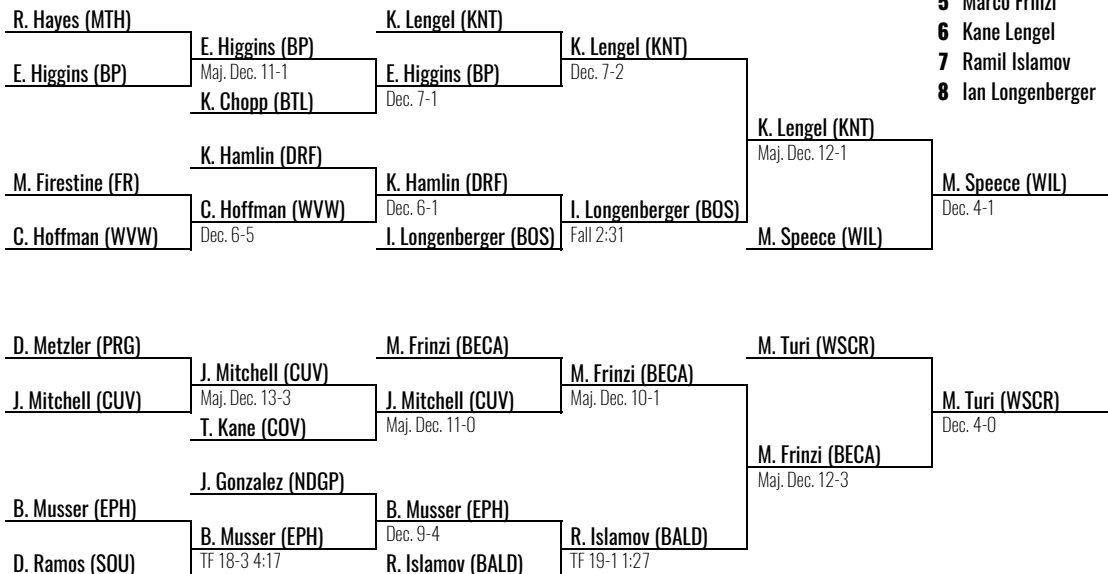 5 Marco Frinzi
6 Kane Lengel
7 Ramil Islamov
8 Ian Longenberger
R. Hayes (MTH)
E. Higgins (BP)
E. Higgins (BP)
Maj. Dec. 11-1
K. Chopp (BTL)
K. Lengel (KNT)
E. Higgins (BP)
Dec. 7-1
K. Lengel (KNT)
Dec. 7-2
M. Firestine (FR)
C. Hoffman (WVW)
K. Hamlin (DRF)
C. Hoffman (WVW)
Dec. 6-5
K. Hamlin (DRF)
Dec. 6-1
I. Longenberger (BOS)
I. Longenberger (BOS)
Fall 2:31
K. Lengel (KNT)
Maj. Dec. 12-1
M. Speece (WIL)
M. Speece (WIL)
Dec. 4-1
D. Metzler (PRG)
J. Mitchell (CUV)
J. Mitchell (CUV)
Maj. Dec. 13-3
T. Kane (COV)
M. Frinzi (BECA)
J. Mitchell (CUV)
Maj. Dec. 11-0
M. Frinzi (BECA)
Maj. Dec. 10-1
B. Musser (EPH)
D. Ramos (SOU)
J. Gonzalez (NDGP)
B. Musser (EPH)
TF 18-3 4:17
B. Musser (EPH)
Dec. 9-4
R. Islamov (BALD)
R. Islamov (BALD)
TF 19-1 1:27
M. Turi (WSCR)
M. Frinzi (BECA)
Maj. Dec. 12-3
M. Turi (WSCR)
Dec. 4-0